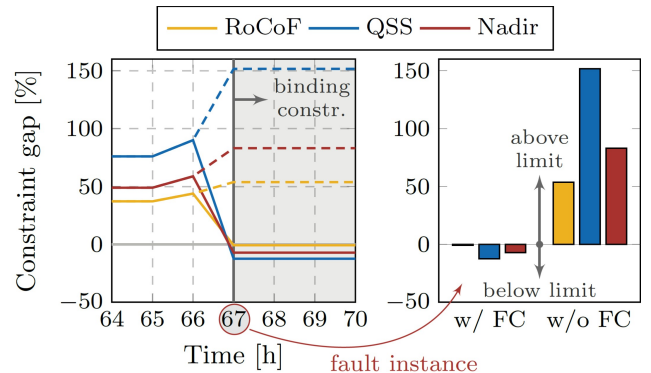 RoCoF QSS Nadir
Constraint gap [%]
150
100
50
0
−50
binding
constr.
64 65 66 67 68 69 70
Time [h]
150
100
50
0
−50
above
limit
below limit
w/ FC w/o FC
fault instance